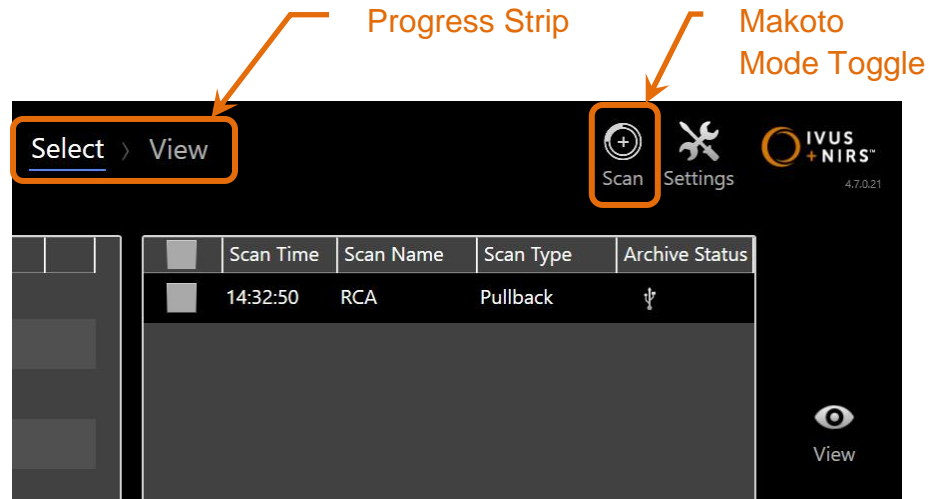 Progress Strip
Makoto
Mode Toggle
Select > View
Scan
Settings
IVUS
+NIRS™
4.7.0.21
Scan Time
Scan Name
Scan Type
Archive Status
14:32:50
RCA
Pullback
View